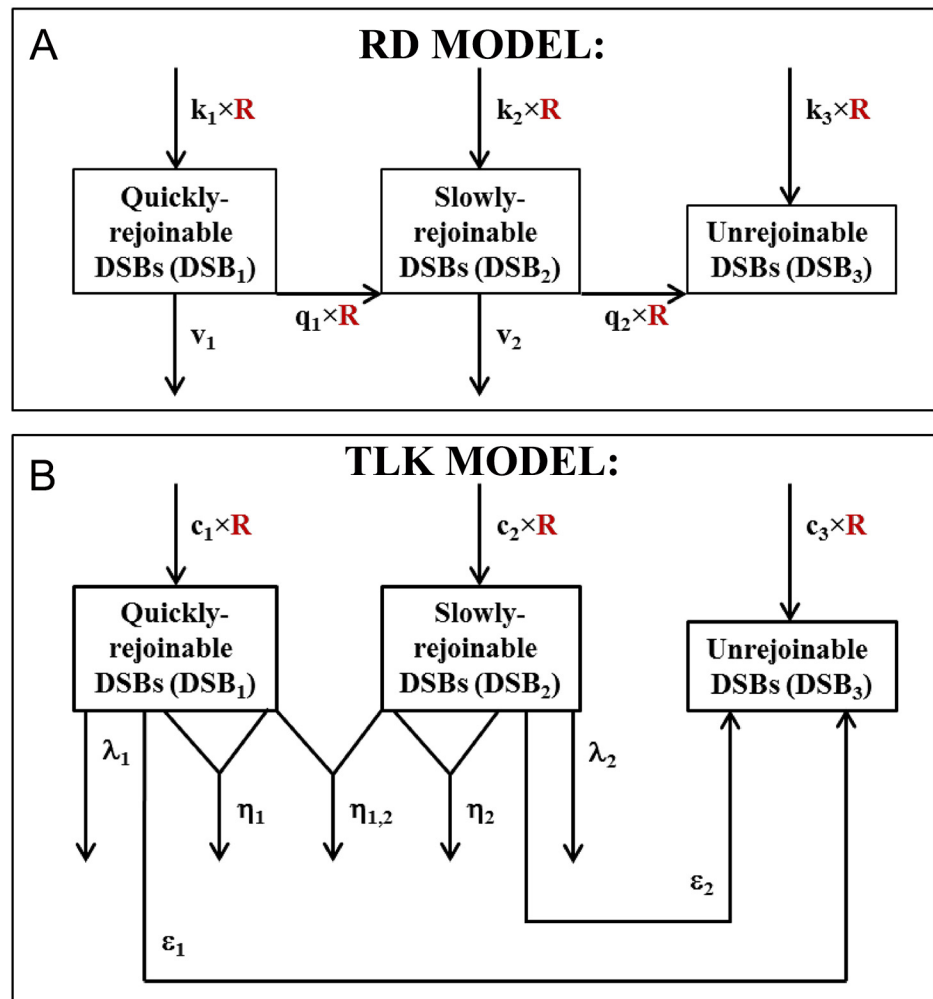 A
RD MODEL:
k₁×R
k₂×R
k₃×R
Quickly-
rejoinable
DSBs (DSB₁)
Slowly-
rejoinable
DSBs (DSB₂)
Unrejoinable
DSBs (DSB₃)
q₁×R
q₂×R
v₁
v₂
B
TLK MODEL:
c₁×R
c₂×R
c₃×R
Quickly-
rejoinable
DSBs (DSB₁)
Slowly-
rejoinable
DSBs (DSB₂)
Unrejoinable
DSBs (DSB₃)
λ₁
η₁
η₁,₂
η₂
λ₂
ε₂
ε₁